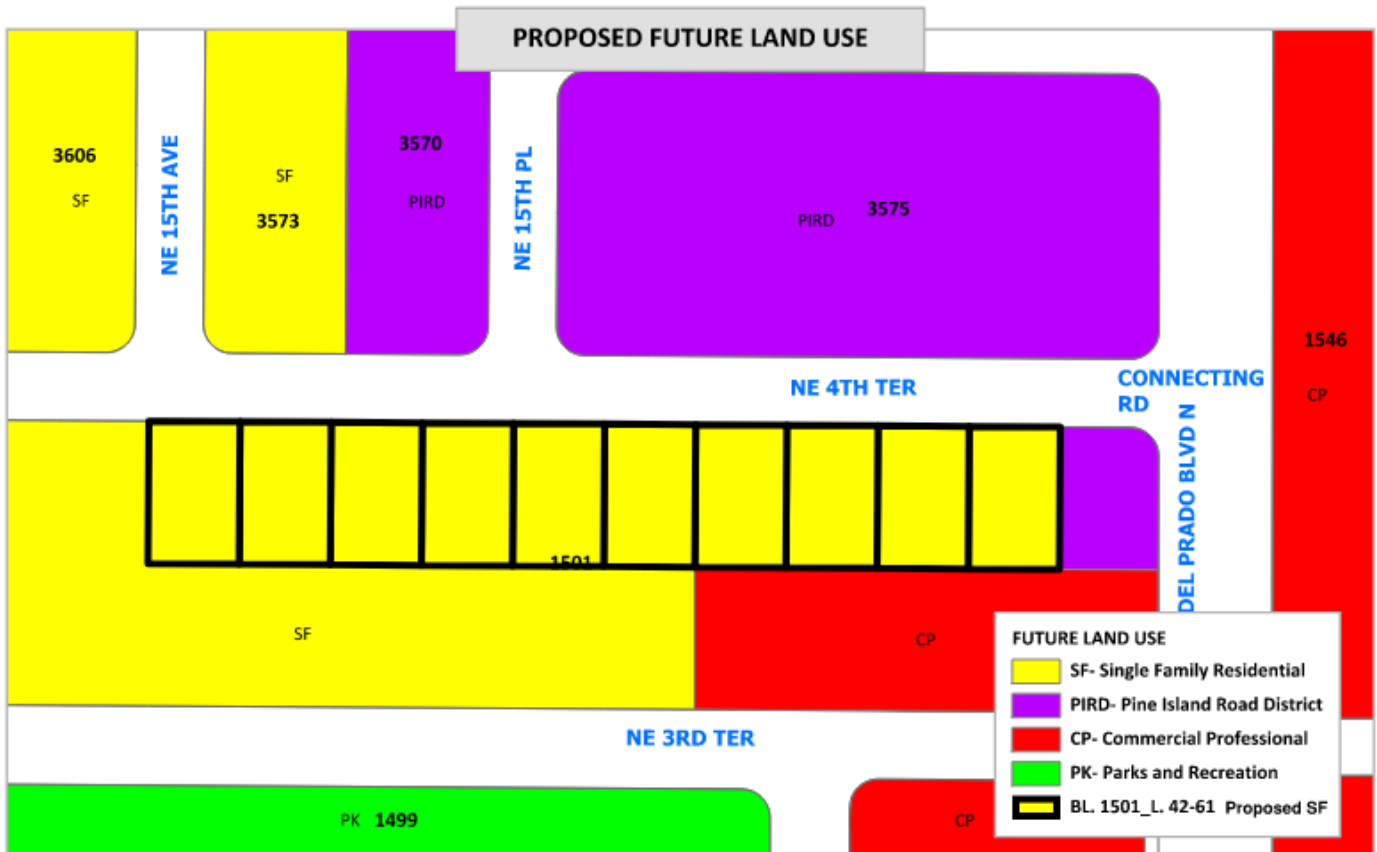 PROPOSED FUTURE LAND USE
3606
SF
NE 15TH AVE
SF
3573
3570
PIRD
NE 15TH PL
PIRD 3575
1546
CP
NE 4TH TER
CONNECTING
RD
DEL PRADO BLVD N
1501
SF
CP
NE 3RD TER
PK 1499
CP
FUTURE LAND USE
SF- Single Family Residential
PIRD- Pine Island Road District
CP- Commercial Professional
PK- Parks and Recreation
BL. 1501_L. 42-61 Proposed SF